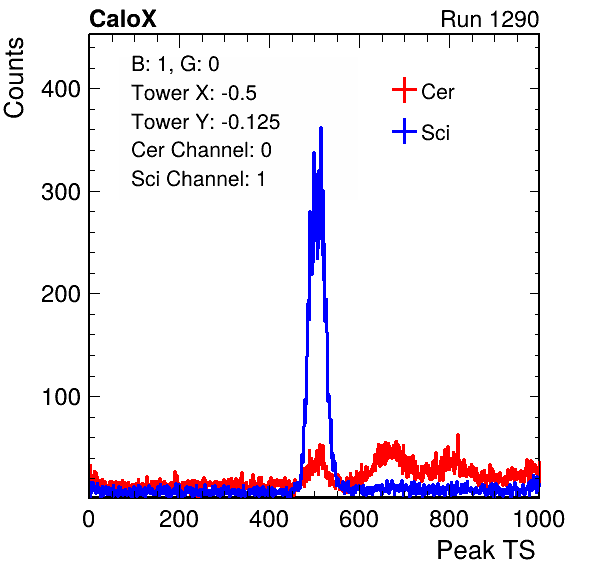 CaloX Run 1290
Counts
B: 1, G: 0
Tower X: -0.5
Tower Y: -0.125
Cer Channel: 0
Sci Channel: 1
Cer
Sci
400
300
200
100
0 200 400 600 800 1000
Peak TS